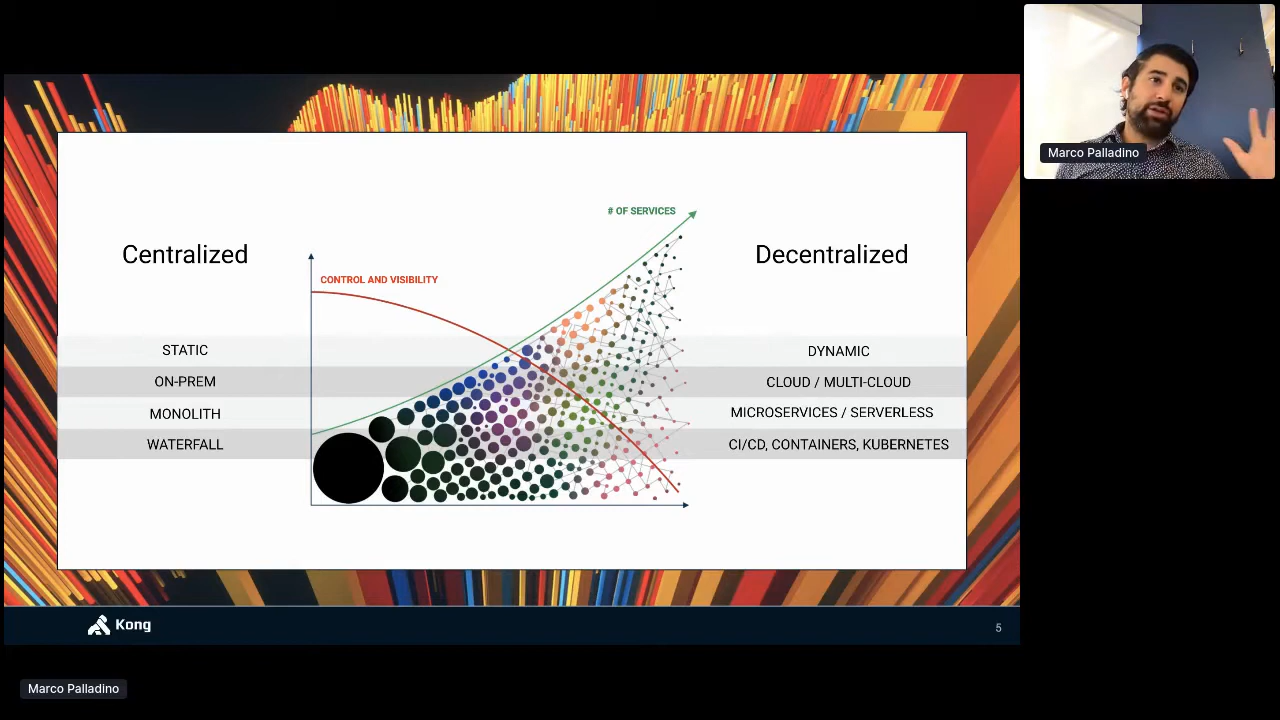 Marco Palladino
# OF SERVICES
Centralized
Decentralized
CONTROL AND VISIBILITY
STATIC
DYNAMIC
ON-PREM
CLOUD / MULTI-CLOUD
MONOLITH
MICROSERVICES / SERVERLESS
WATERFALL
CI/CD, CONTAINERS, KUBERNETES
Kong
5
Marco Palladino